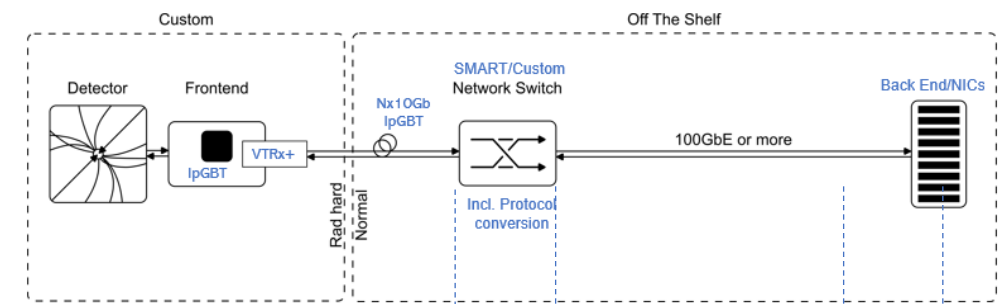 Custom
Off The Shelf
Detector
Frontend
lpGBT
VTRx+
Rad hard
Normal
Nx10Gb
lpGBT
SMART/Custom
Network Switch
Incl. Protocol
conversion
100GbE or more
Back End/NICs